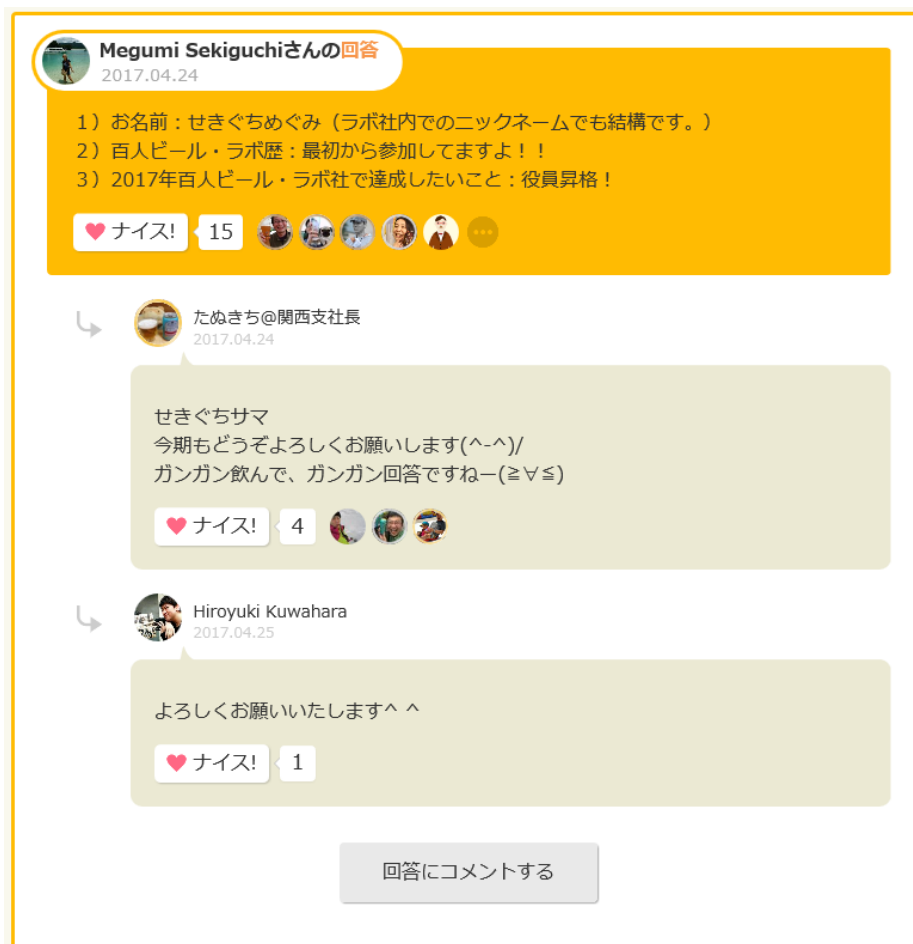 Megumi Sekiguchiさんの回答
2017.04.24
１）お名前：せきぐちめぐみ（ラボ社内でのニックネームでも結構です。）
２）百人ビール・ラボ歴：最初から参加してますよ！！
３）2017年百人ビール・ラボ社で達成したいこと：役員昇格！
ナイス! 15
たぬきち@関西支社長
2017.04.24
せきぐちサマ
今期もどうぞよろしくお願いします(^-^)/
ガンガン飲んで、ガンガン回答ですねー(≧∀≦)
ナイス! 4
Hiroyuki Kuwahara
2017.04.25
よろしくお願いいたします^ ^
ナイス! 1
回答にコメントする